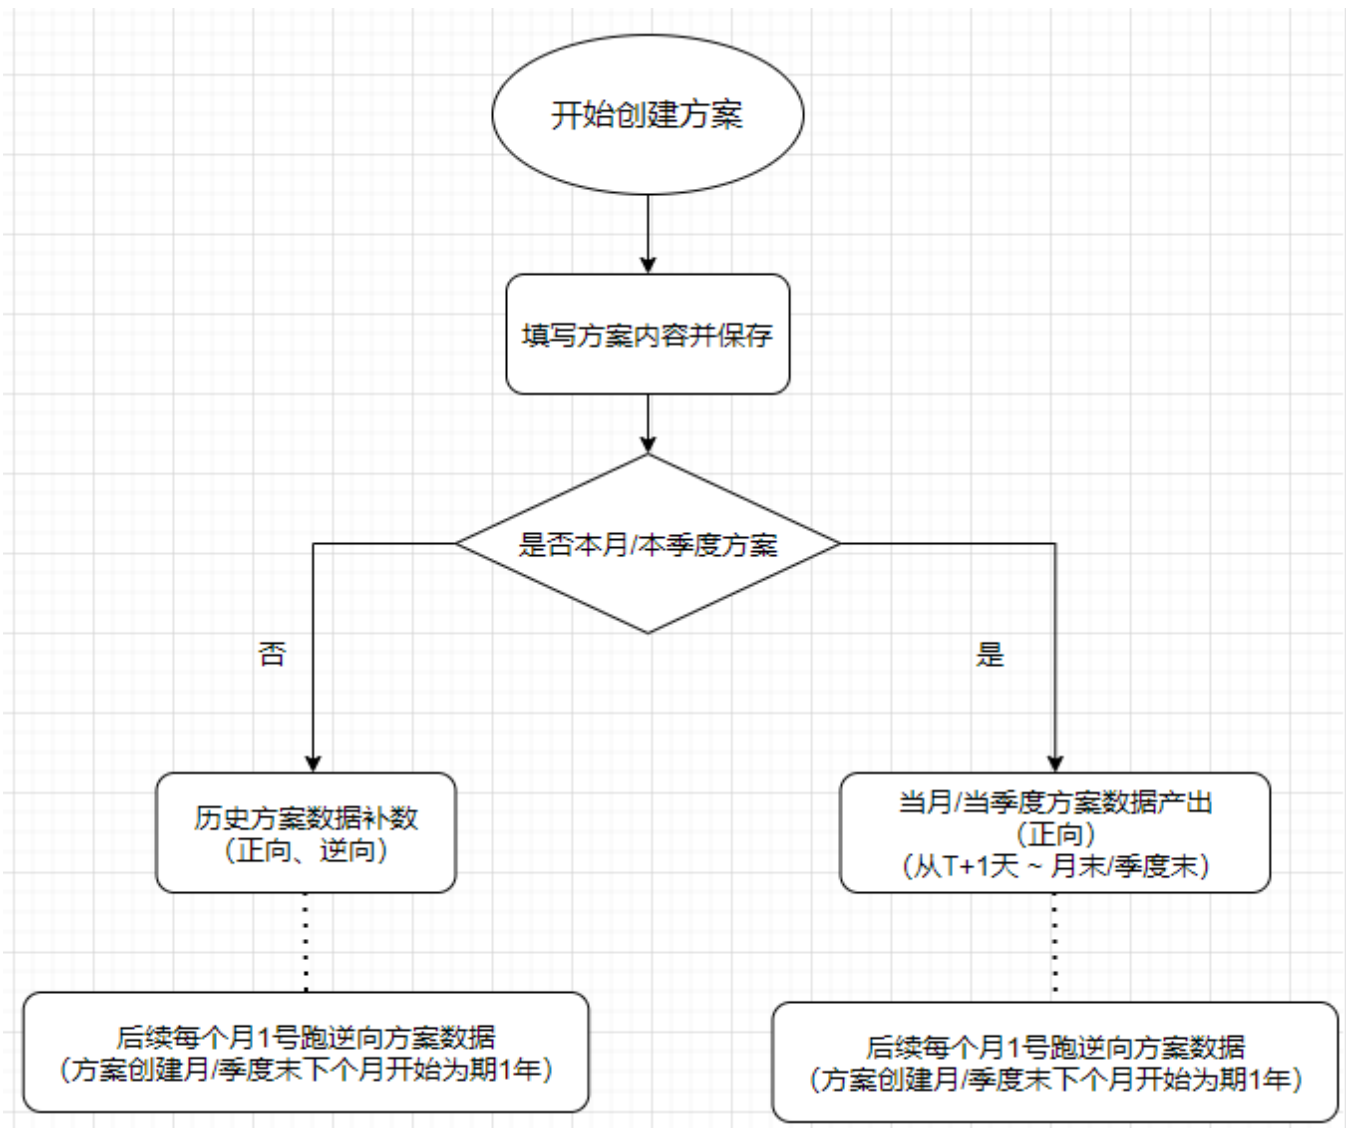 开始创建方案
填写方案内容并保存
是否本月/本季度方案
否
是
历史方案数据补数
（正向、逆向）
当月/当季度方案数据产出
（正向）
（从T+1天 ~ 月末/季度末）
后续每个月1号跑逆向方案数据
（方案创建月/季度末下个月开始为期1年）
后续每个月1号跑逆向方案数据
（方案创建月/季度末下个月开始为期1年）